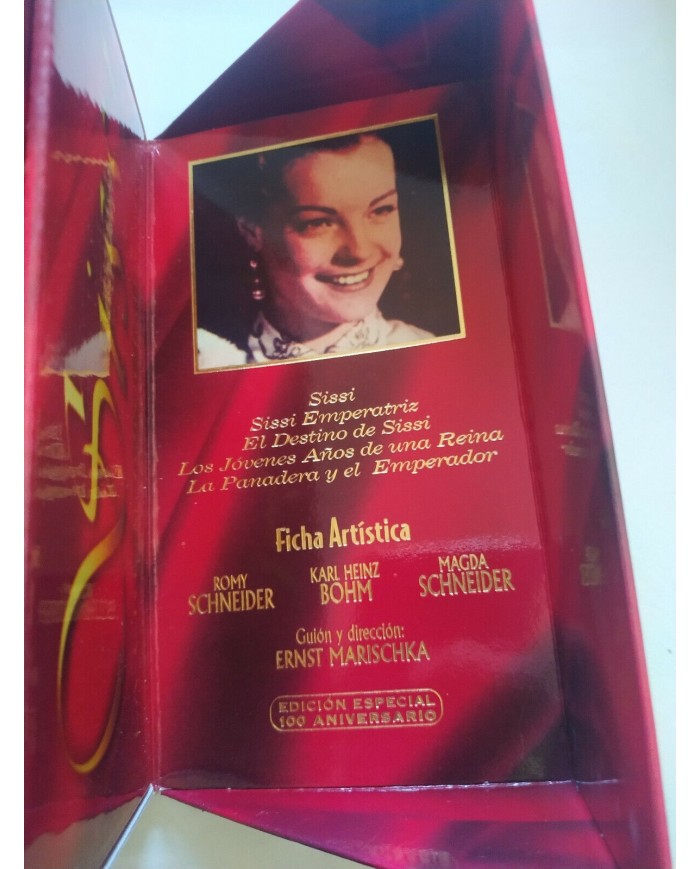 Sissi
Sissi Emperatriz
El Destino de Sissi
Los Jóvenes Años de una Reina
La Panadera y el Emperador
Ficha Artística
ROMY SCHNEIDER
KARL HEINZ BOHM
MAGDA SCHNEIDER
Guión y dirección:
ERNST MARISCHKA
EDICIÓN ESPECIAL
100 ANIVERSARIO